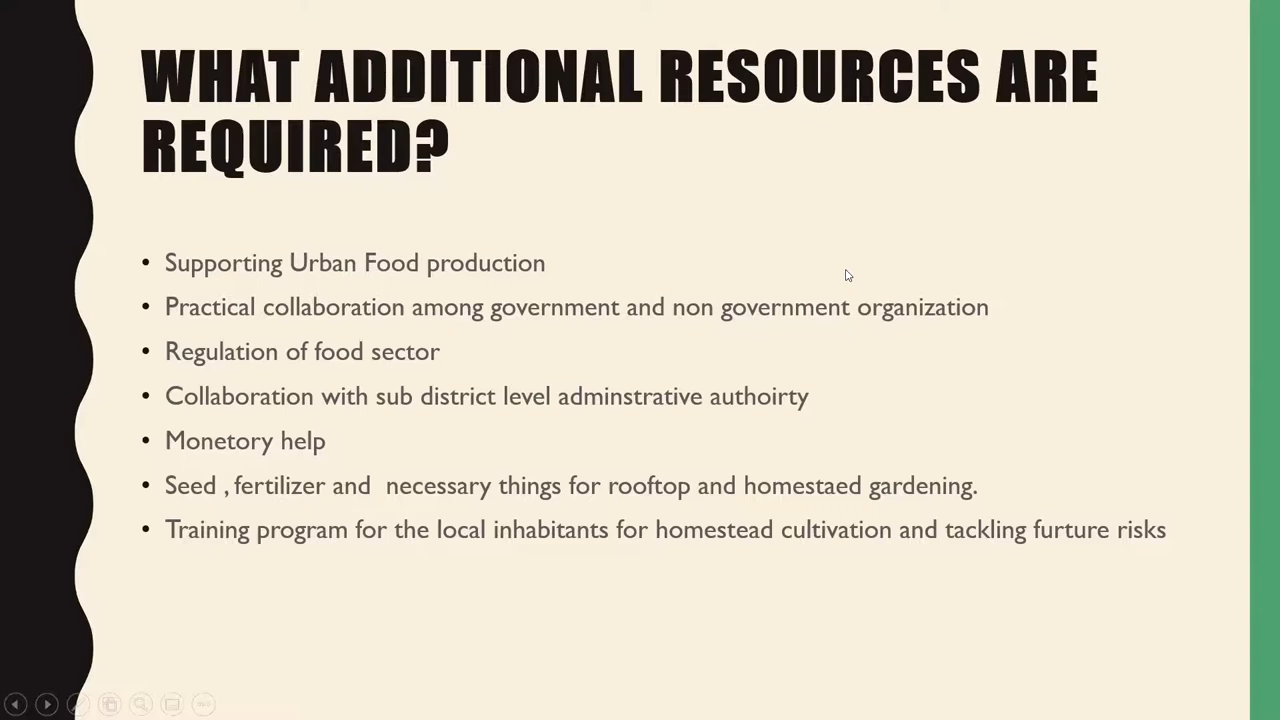 WHAT ADDITIONAL RESOURCES ARE
REQUIRED?
• Supporting Urban Food production
• Practical collaboration among government and non government organization
• Regulation of food sector
• Collaboration with sub district level adminstrative authoirty
• Monetory help
• Seed , fertilizer and  necessary things for rooftop and homestaed gardening.
• Training program for the local inhabitants for homestead cultivation and tackling furture risks